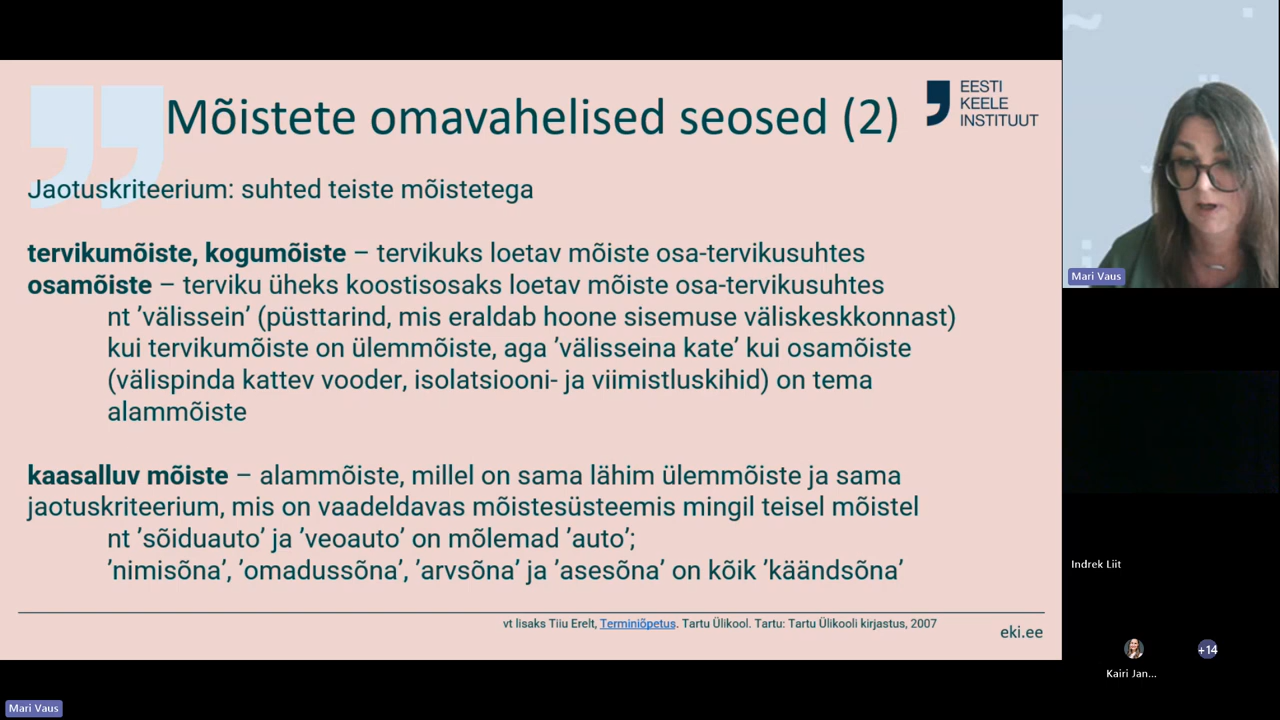 Mõistete omavahelised seosed (2)
EESTI
KEELE
INSTITUUT
Jaotuskriteerium: suhted teiste mõistetega
tervikumõiste, kogumõiste – tervikuks loetav mõiste osa-tervikusuhtes
osamõiste – terviku üheks koostisosaks loetav mõiste osa-tervikusuhtes
nt ’välissein’ (püsttarind, mis eraldab hoone sisemuse väliskeskkonnast)
kui tervikumõiste on ülemmõiste, aga ’välisseina kate’ kui osamõiste
(välispinda kattev vooder, isolatsiooni- ja viimistluskihid) on tema
alammõiste
kaasalluv mõiste – alammõiste, millel on sama lähim ülemmõiste ja sama
jaotuskriteerium, mis on vaadeldavas mõistesüsteemis mingil teisel mõistel
nt ’sõiduauto’ ja ’veoauto’ on mõlemad ’auto’;
’nimisõna’, ’omadussõna’, ’arvsõna’ ja ’asesõna’ on kõik ’käändsõna’
vt lisaks Tiiu Erelt, Terminiõpetus. Tartu Ülikool. Tartu: Tartu Ülikooli kirjastus, 2007
eki.ee
Mari Vaus
Indrek Liit
+14
Kairi Jan...
Mari Vaus